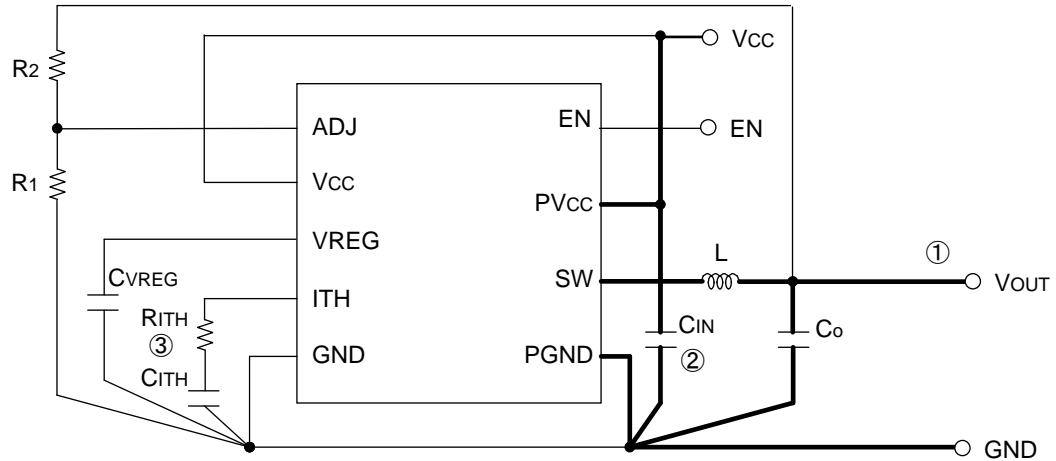 VCC
R2
ADJ
EN
EN
R1
VCC
PVCC
VREG
L
①
CVREG
ITH
SW
VOUT
RITH
③
CIN
②
CO
GND
PGND
CITH
GND